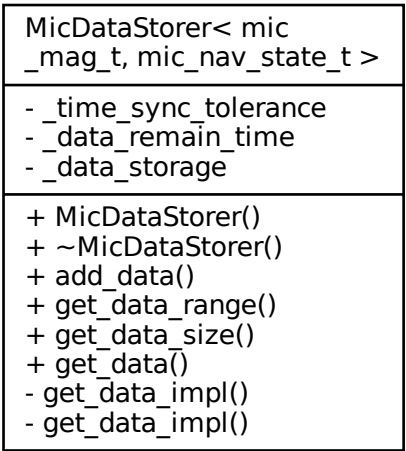 MicDataStorer< mic
_mag_t, mic_nav_state_t >
- _time_sync_tolerance
- _data_remain_time
- _data_storage
+ MicDataStorer()
+ ~MicDataStorer()
+ add_data()
+ get_data_range()
+ get_data_size()
+ get_data()
- get_data_impl()
- get_data_impl()